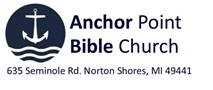 Anchor Point
Bible Church
635 Seminole Rd. Norton Shores, MI 49441